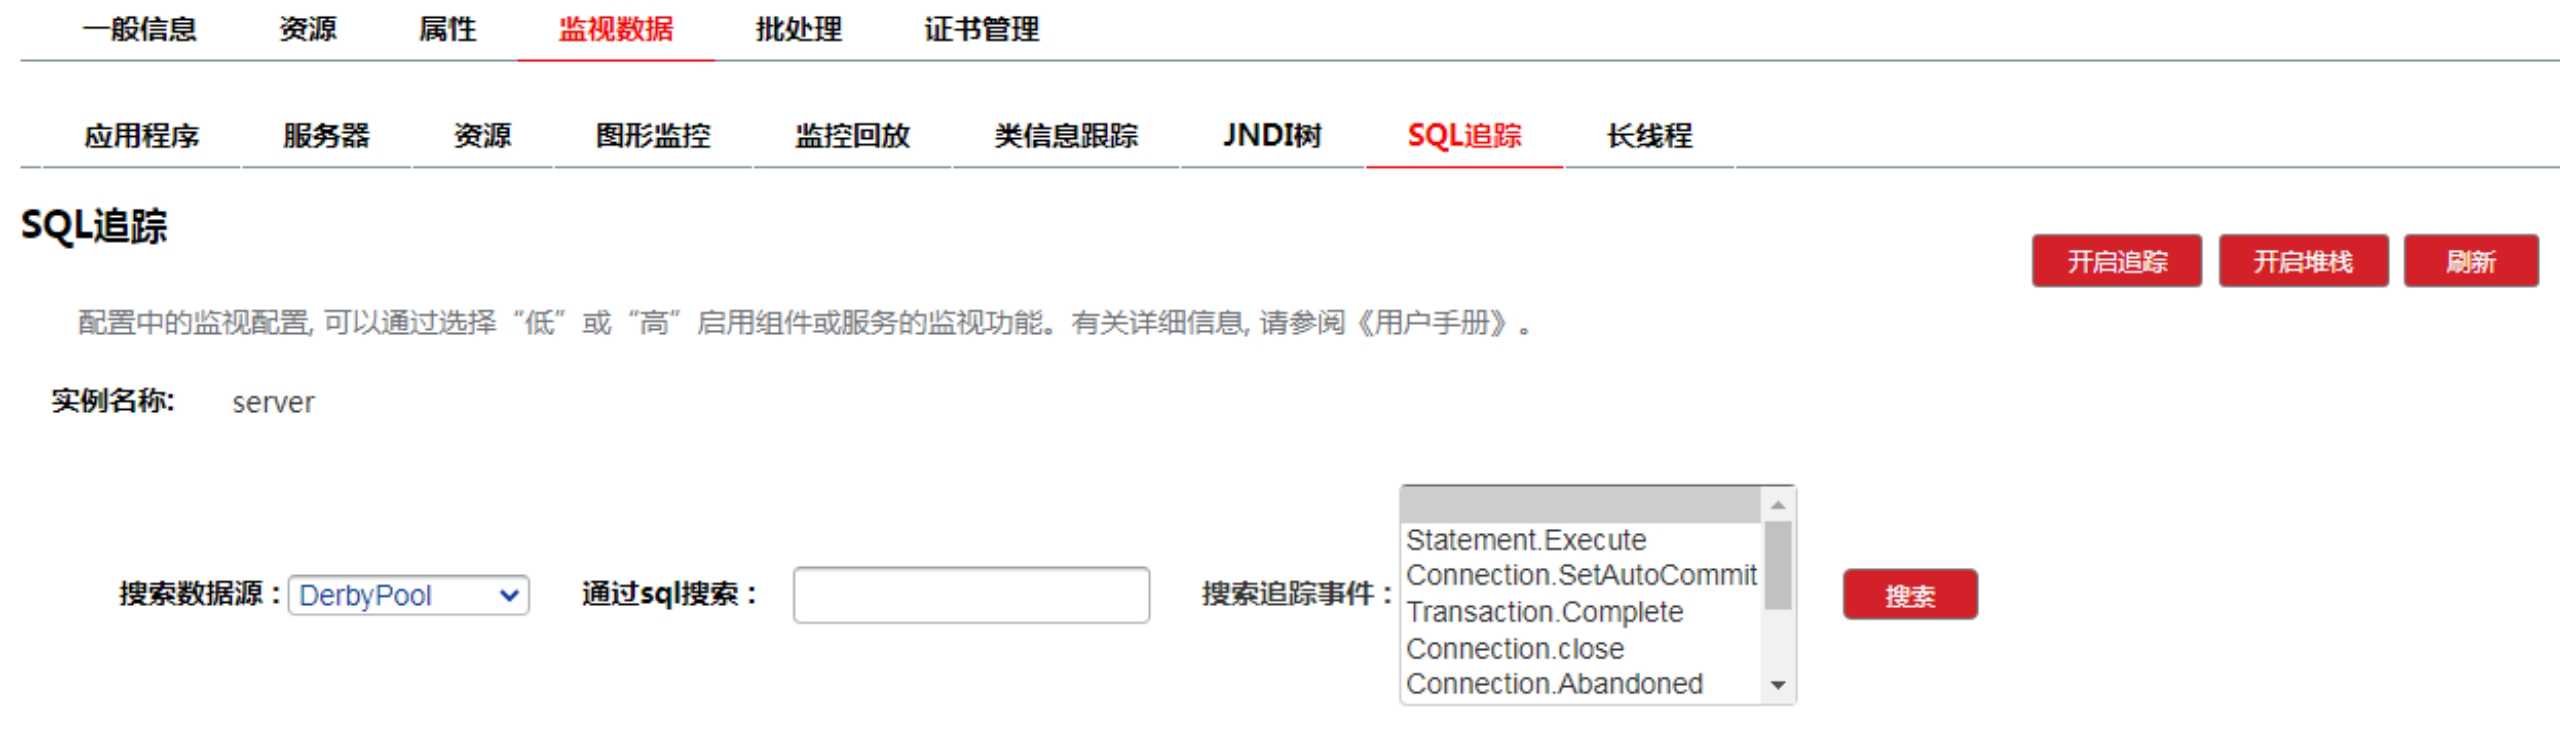 一般信息 资源 属性 监视数据 批处理 证书管理
应用程序 服务器 资源 图形监控 监控回放 类信息跟踪 JNDI树 SQL追踪 长线程
SQL追踪
开启追踪 开启堆栈 刷新
配置中的监视配置, 可以通过选择“低”或“高”启用组件或服务的监视功能。有关详细信息, 请参阅《用户手册》。
实例名称: server
搜索数据源： DerbyPool 通过sql搜索： 搜索追踪事件： 搜索
Statement.Execute
Connection.SetAutoCommit
Transaction.Complete
Connection.close
Connection.Abandoned